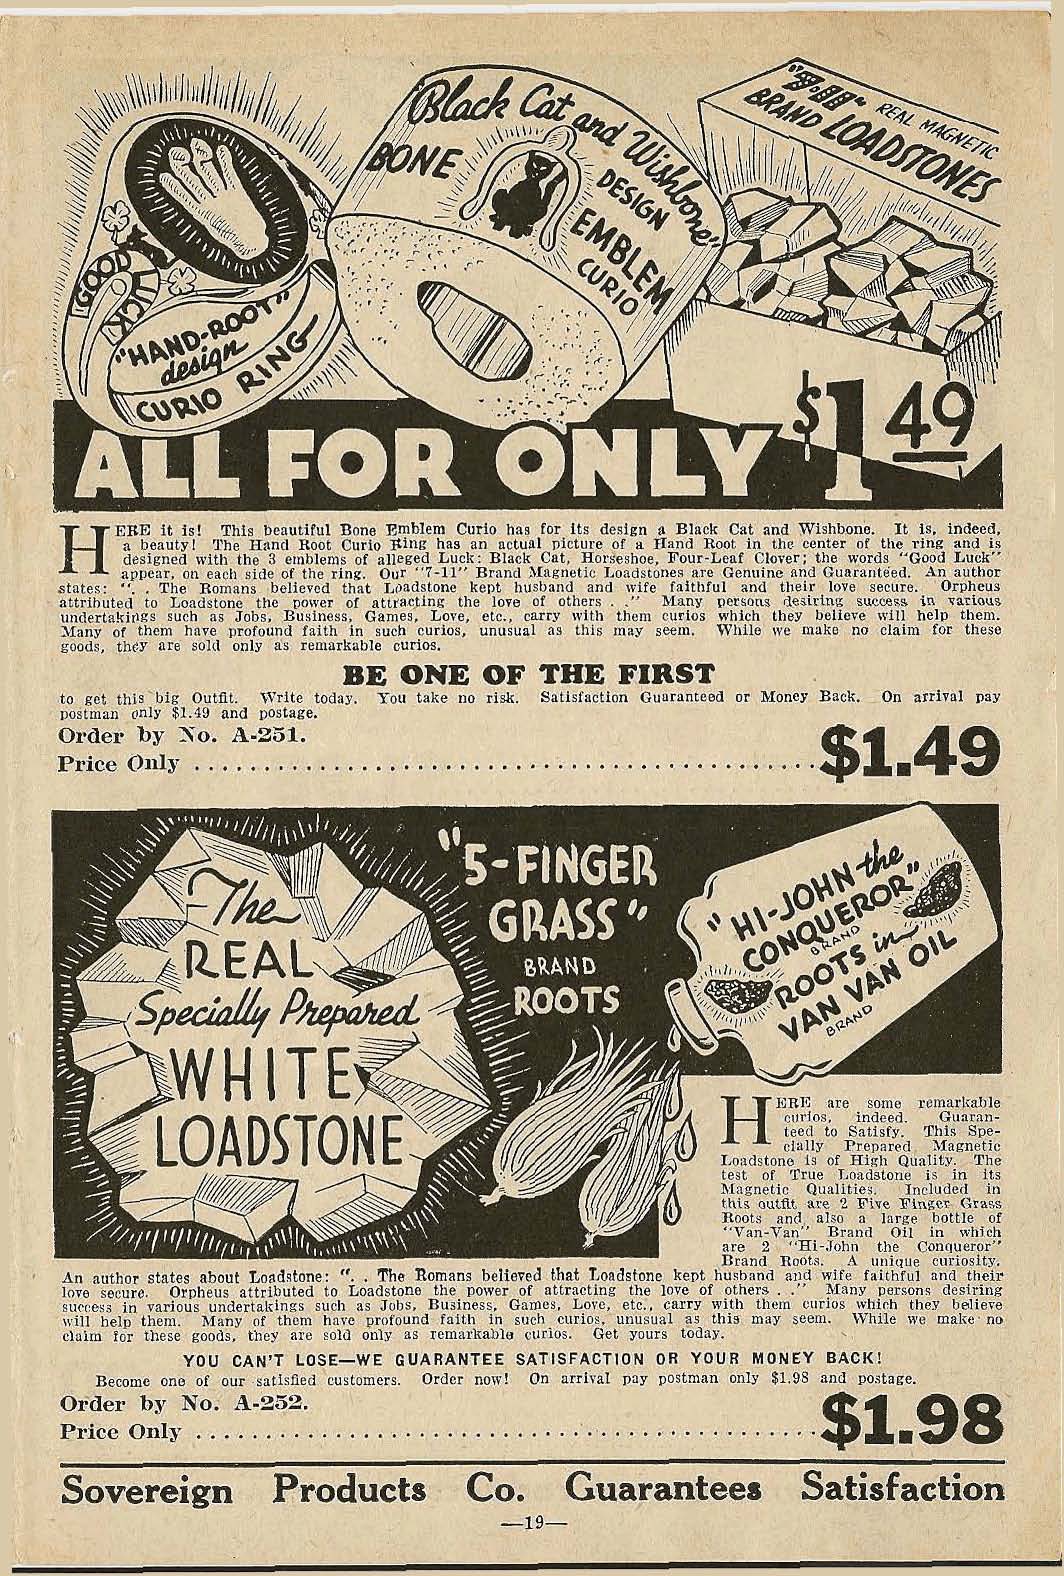 "7-11" REAL MAGNETIC
BRAND LOADSTONES
"Black Cat and Wishbone"
BONE
DESIGN
EMBLEM
CURIO
GOOD LUCK
"HAND-ROOT"
design
CURIO RING
ALL FOR ONLY $1 49
HERE it is! This beautiful Bone Emblem Curio has for its design a Black Cat and Wishbone. It is, indeed,
a beauty! The Hand Root Curio Ring has an actual picture of a Hand Root in the center of the ring and is
designed with the 3 emblems of alleged Luck: Black Cat, Horseshoe, Four-Leaf Clover; the words "Good Luck"
appear, on each side of the ring. Our "7-11" Brand Magnetic Loadstones are Genuine and Guaranteed. An author
states: ". . The Romans believed that Loadstone kept husband and wife faithful and their love secure. Orpheus
attributed to Loadstone the power of attracting the love of others . ." Many persons desiring success in various
undertakings such as Jobs, Business, Games, Love, etc., carry with them curios which they believe will help them.
Many of them have profound faith in such curios, unusual as this may seem. While we make no claim for these
goods, they are sold only as remarkable curios.
BE ONE OF THE FIRST
to get this big Outfit. Write today. You take no risk. Satisfaction Guaranteed or Money Back. On arrival pay
postman only $1.49 and postage.
Order by No. A-251.
Price Only ........................................ $1.49
The
REAL
Specially Prepared
WHITE
LOADSTONE
"5-FINGER
GRASS"
BRAND
ROOTS
"HI-JOHN the
CONQUEROR"
BRAND
ROOTS in
VAN VAN OIL
BRAND
HERE are some remarkable
curios, indeed. Guaran-
teed to Satisfy. This Spe-
cially Prepared Magnetic
Loadstone is of High Quality. The
test of True Loadstone is in its
Magnetic Qualities. Included in
this outfit are 2 Five Finger Grass
Roots and also a large bottle of
"Van-Van" Brand Oil in which
are 2 "Hi-John the Conqueror"
Brand Roots. A unique curiosity.
An author states about Loadstone: ". . The Romans believed that Loadstone kept husband and wife faithful and their
love secure. Orpheus attributed to Loadstone the power of attracting the love of others . ." Many persons desiring
success in various undertakings such as Jobs, Business, Games, Love, etc., carry with them curios which they believe
will help them. Many of them have profound faith in such curios, unusual as this may seem. While we make no
claim for these goods, they are sold only as remarkable curios. Get yours today.
YOU CAN'T LOSE—WE GUARANTEE SATISFACTION OR YOUR MONEY BACK!
Become one of our satisfied customers. Order now! On arrival pay postman only $1.98 and postage.
Order by No. A-252.
Price Only ........................................ $1.98
Sovereign Products Co. Guarantees Satisfaction
—19—